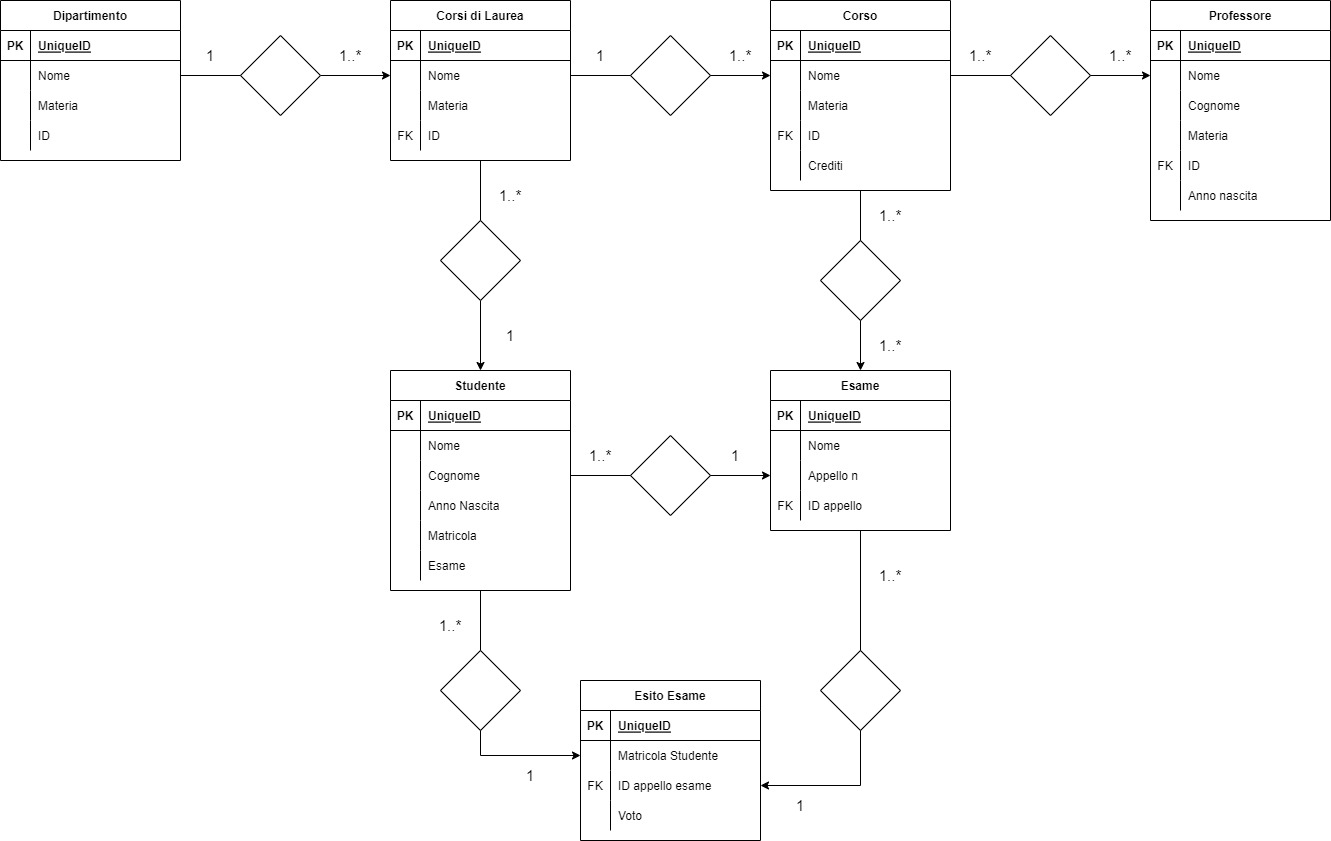 Dipartimento
PK UniqueID
Nome
Materia
ID
1
1..*
Corsi di Laurea
PK UniqueID
Nome
Materia
FK ID
1
1..*
Corso
PK UniqueID
Nome
Materia
FK ID
Crediti
1..*
1..*
Professore
PK UniqueID
Nome
Cognome
Materia
FK ID
Anno nascita
1..*
1
1..*
1..*
Studente
PK UniqueID
Nome
Cognome
Anno Nascita
Matricola
Esame
1..*
1
Esame
PK UniqueID
Nome
Appello n
FK ID appello
1..*
1
1..*
1
Esito Esame
PK UniqueID
Matricola Studente
FK ID appello esame
Voto